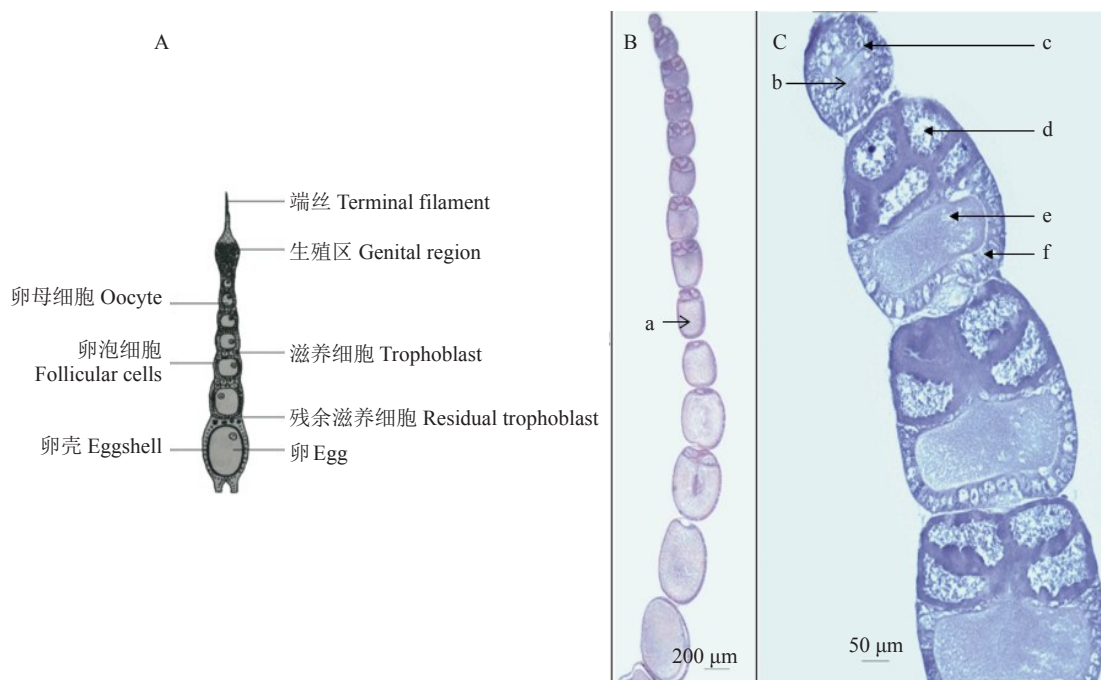 A
端丝 Terminal filament
生殖区 Genital region
卵母细胞 Oocyte
卵泡细胞
Follicular cells
滋养细胞 Trophoblast
残余滋养细胞 Residual trophoblast
卵壳 Eggshell
卵 Egg
B
a
200 μm
C
c
b
d
e
f
50 μm